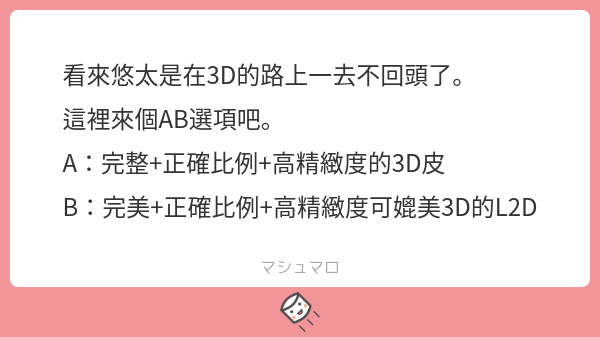 看來悠太是在3D的路上一去不回頭了。
這裡來個AB選項吧。
A：完整+正確比例+高精緻度的3D皮
B：完美+正確比例+高精緻度可媲美3D的L2D
マシュマロ